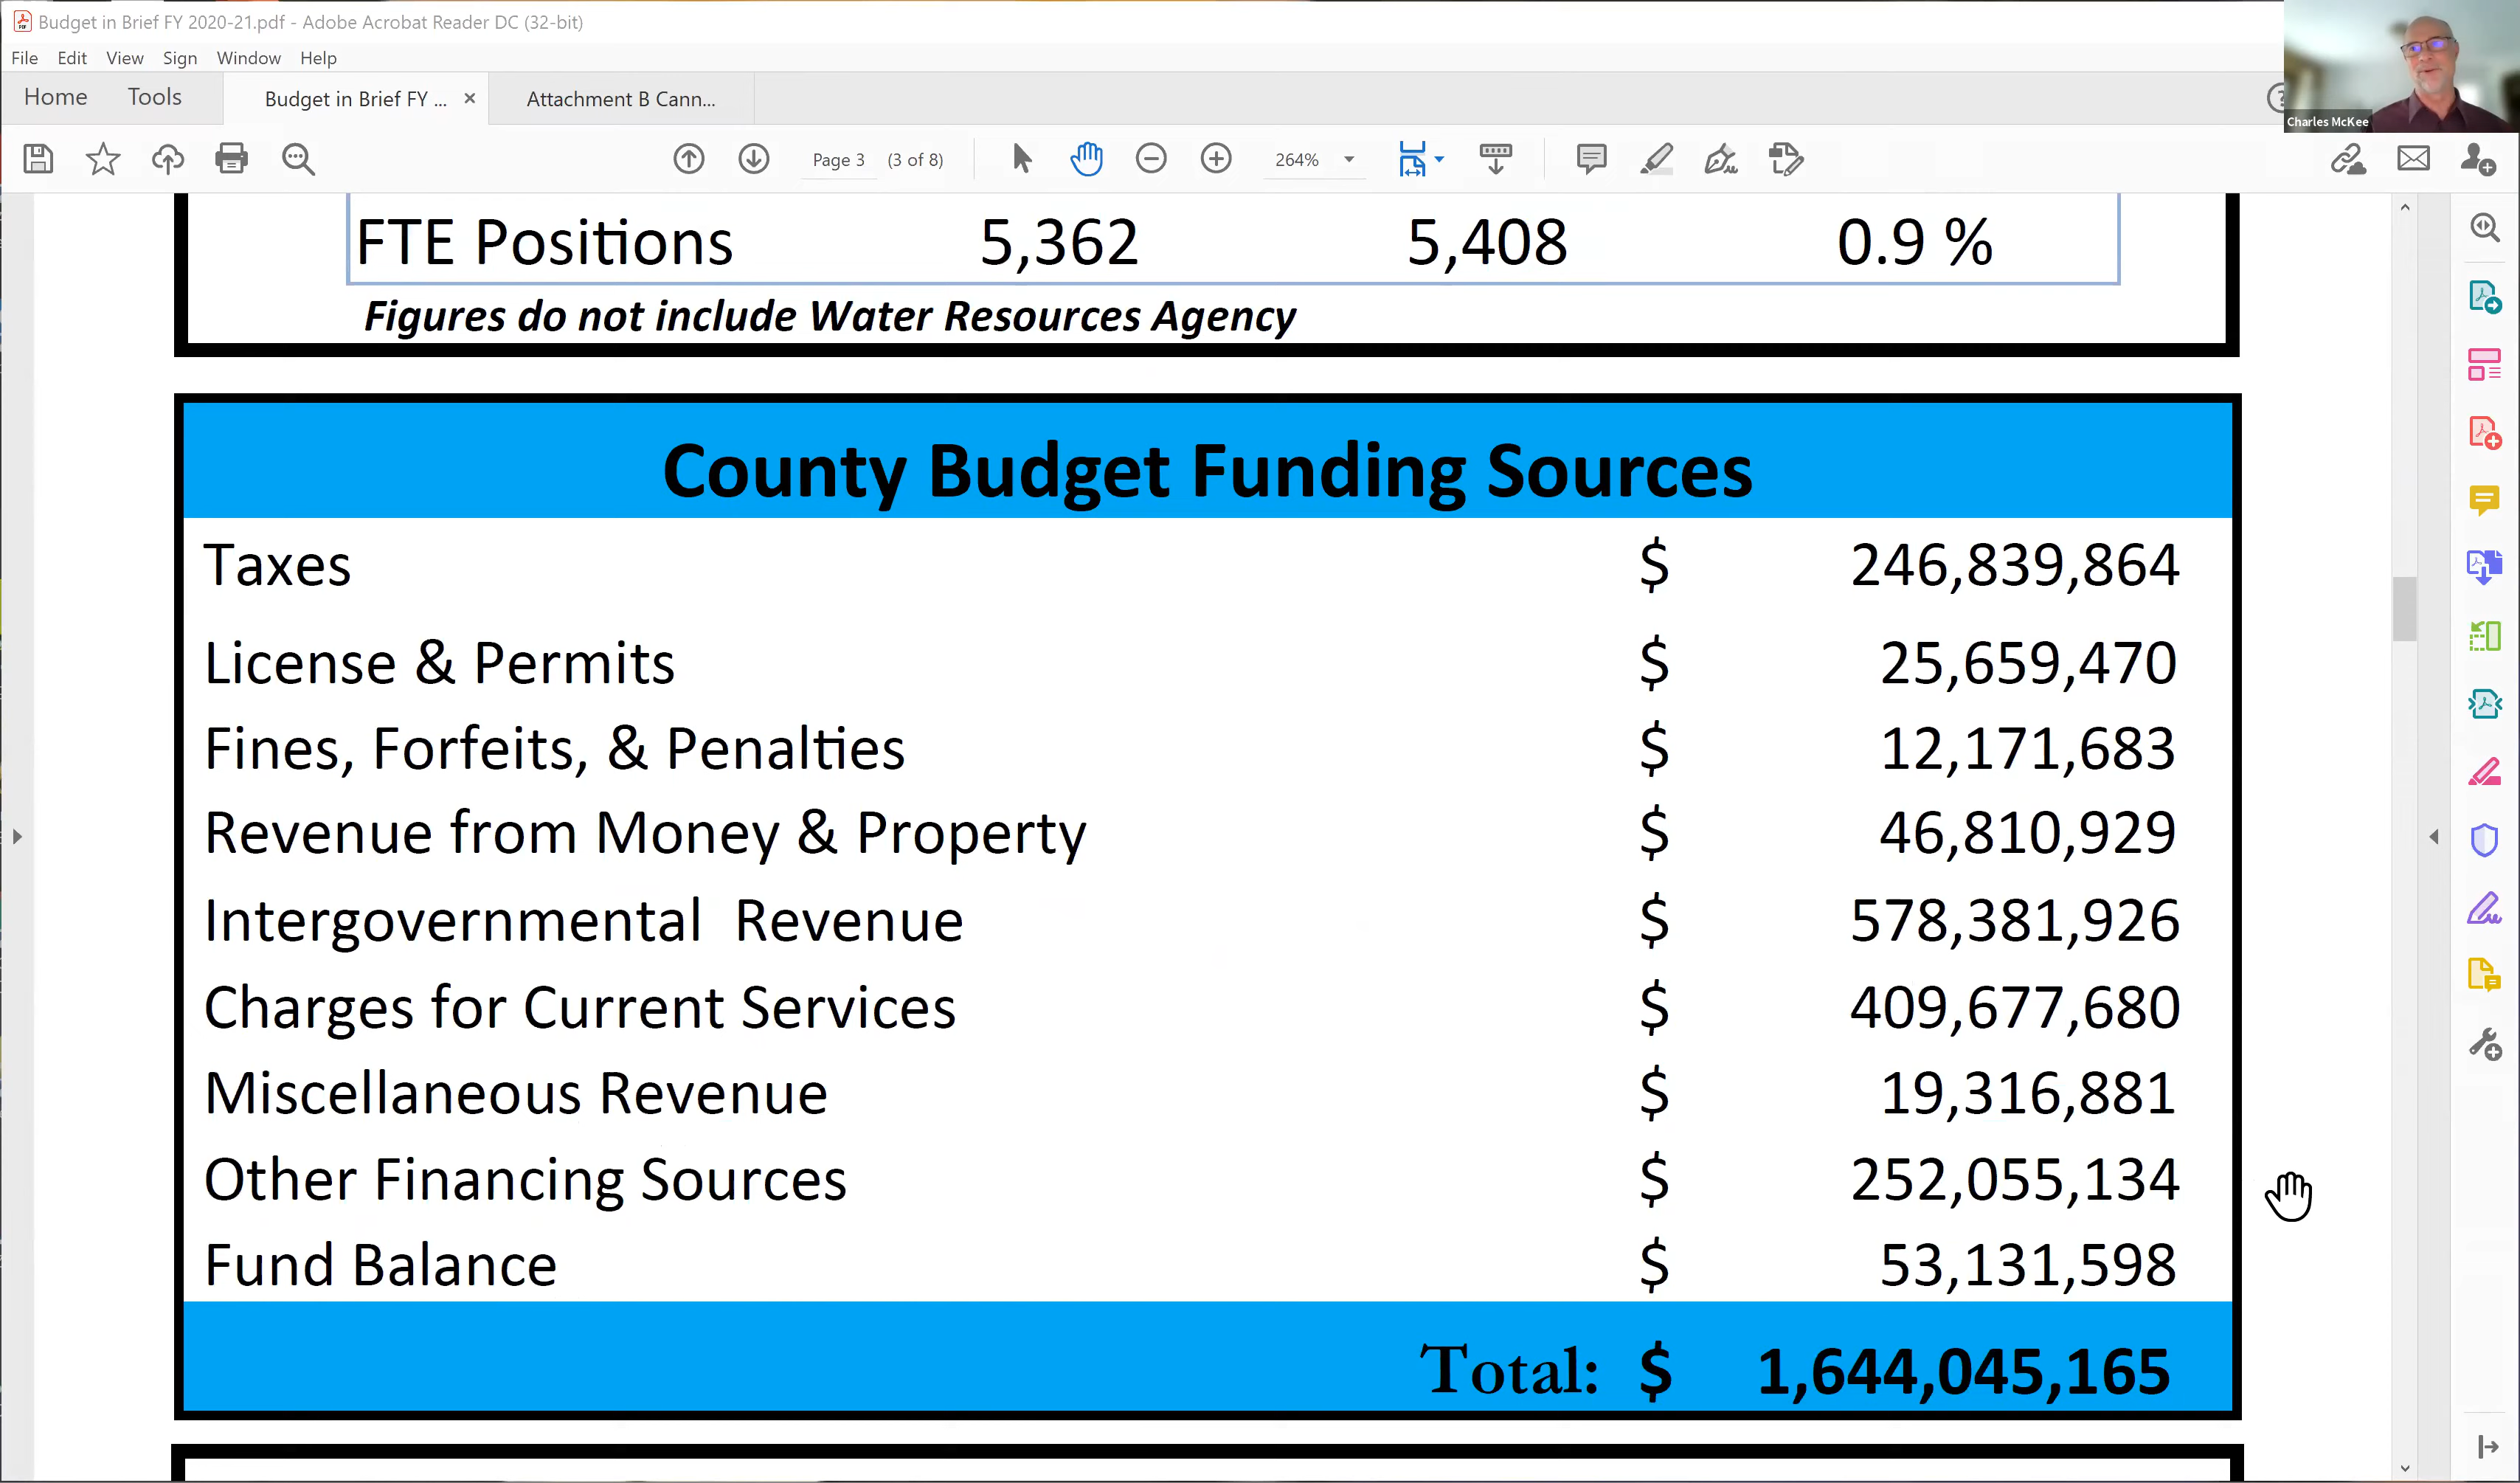 Budget in Brief FY 2020-21.pdf - Adobe Acrobat Reader DC (32-bit)
File Edit View Sign Window Help
Home Tools Budget in Brief FY ... × Attachment B Cann...
Charles McKee
Page 3 (3 of 8) 264%
FTE Positions 5,362 5,408 0.9 %
Figures do not include Water Resources Agency
County Budget Funding Sources
Taxes $ 246,839,864
License & Permits $ 25,659,470
Fines, Forfeits, & Penalties $ 12,171,683
Revenue from Money & Property $ 46,810,929
Intergovernmental Revenue $ 578,381,926
Charges for Current Services $ 409,677,680
Miscellaneous Revenue $ 19,316,881
Other Financing Sources $ 252,055,134
Fund Balance $ 53,131,598
Total: $ 1,644,045,165